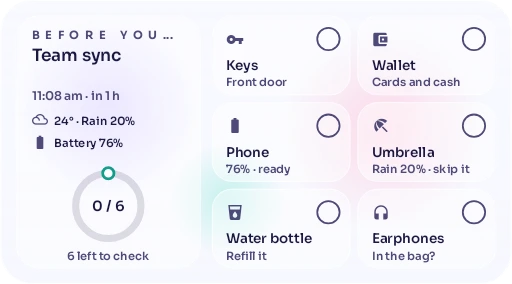 BEFORE YOU...
Team sync
11:08 am · in 1 h
24° · Rain 20%
Battery 76%
0 / 6
6 left to check
Keys
Front door
Wallet
Cards and cash
Phone
76% · ready
Umbrella
Rain 20% · skip it
Water bottle
Refill it
Earphones
In the bag?